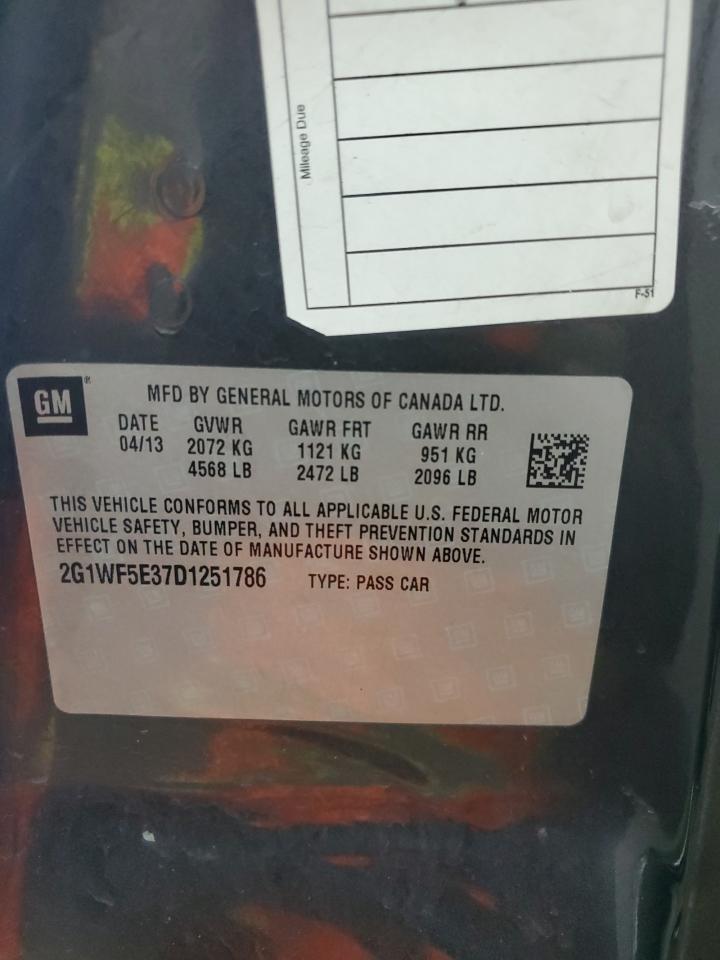 Mileage Due
F-51
GM®
MFD BY GENERAL MOTORS OF CANADA LTD.
DATE GVWR GAWR FRT GAWR RR
04/13 2072 KG 1121 KG 951 KG
4568 LB 2472 LB 2096 LB
THIS VEHICLE CONFORMS TO ALL APPLICABLE U.S. FEDERAL MOTOR
VEHICLE SAFETY, BUMPER, AND THEFT PREVENTION STANDARDS IN
EFFECT ON THE DATE OF MANUFACTURE SHOWN ABOVE.
2G1WF5E37D1251786 TYPE: PASS CAR